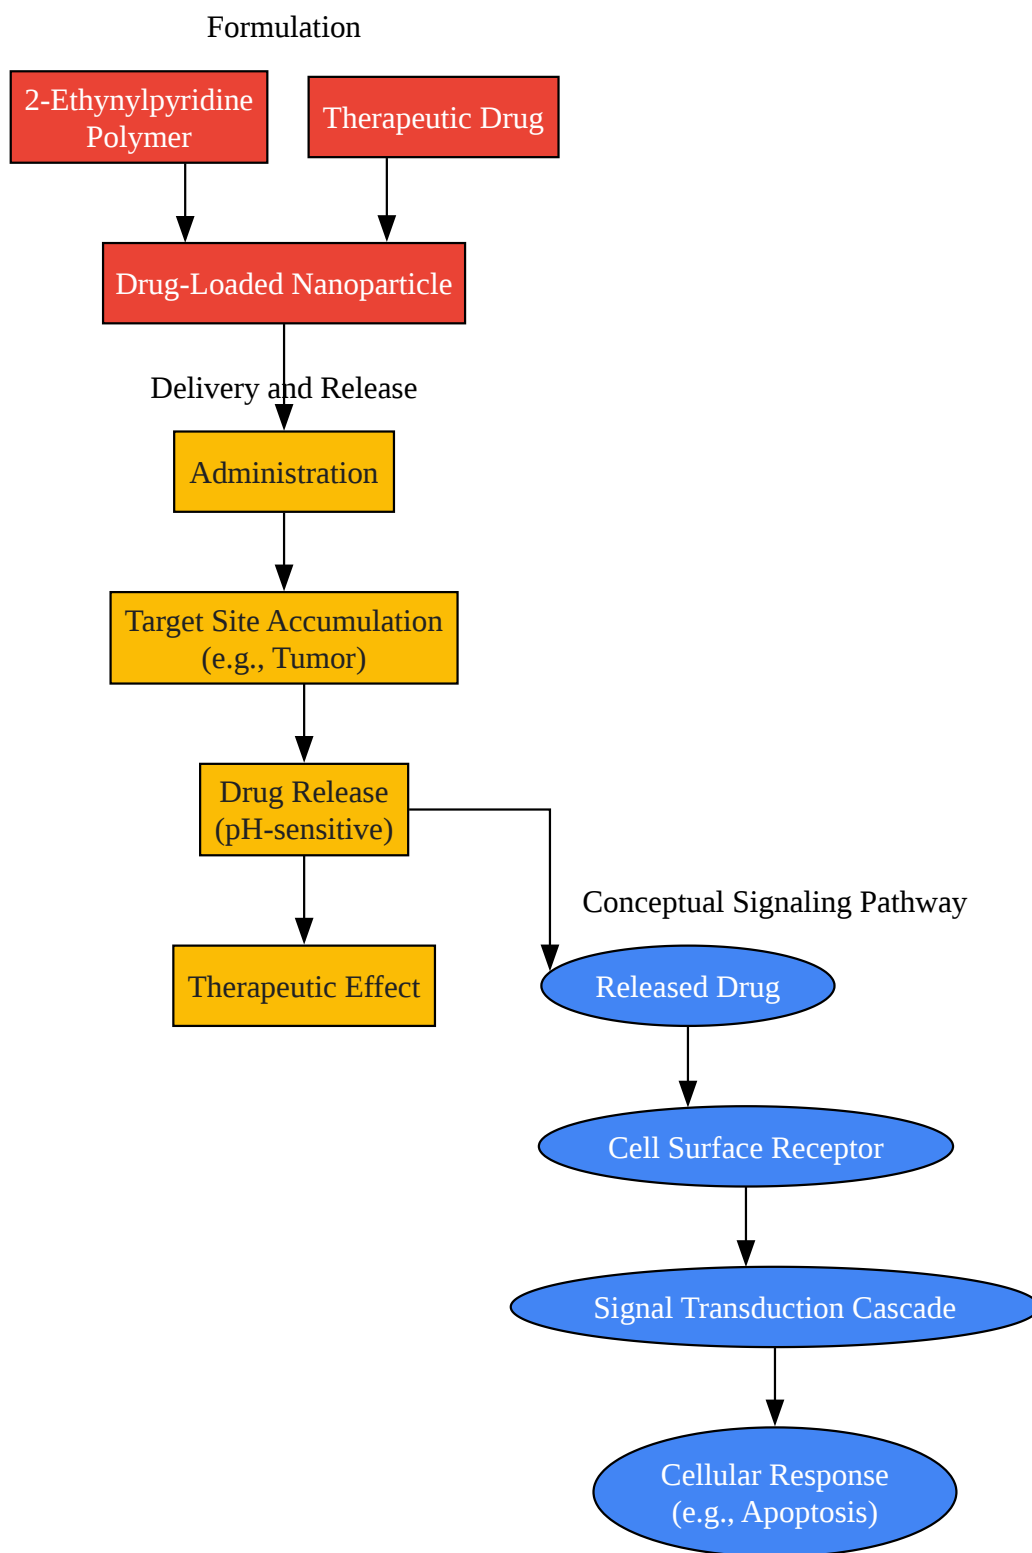 Formulation
2-Ethynylpyridine
Polymer
Therapeutic Drug
Drug-Loaded Nanoparticle
Delivery and Release
Administration
Target Site Accumulation
(e.g., Tumor)
Drug Release
(pH-sensitive)
Therapeutic Effect
Conceptual Signaling Pathway
Released Drug
Cell Surface Receptor
Signal Transduction Cascade
Cellular Response
(e.g., Apoptosis)